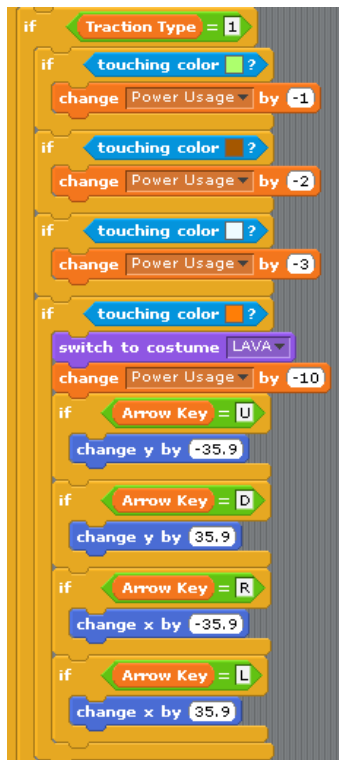 if Traction Type = 1
if touching color ?
change Power Usage by -1
if touching color ?
change Power Usage by -2
if touching color ?
change Power Usage by -3
if touching color ?
switch to costume LAVA
change Power Usage by -10
if Arrow Key = U
change y by -35.9
if Arrow Key = D
change y by 35.9
if Arrow Key = R
change x by -35.9
if Arrow Key = L
change x by 35.9